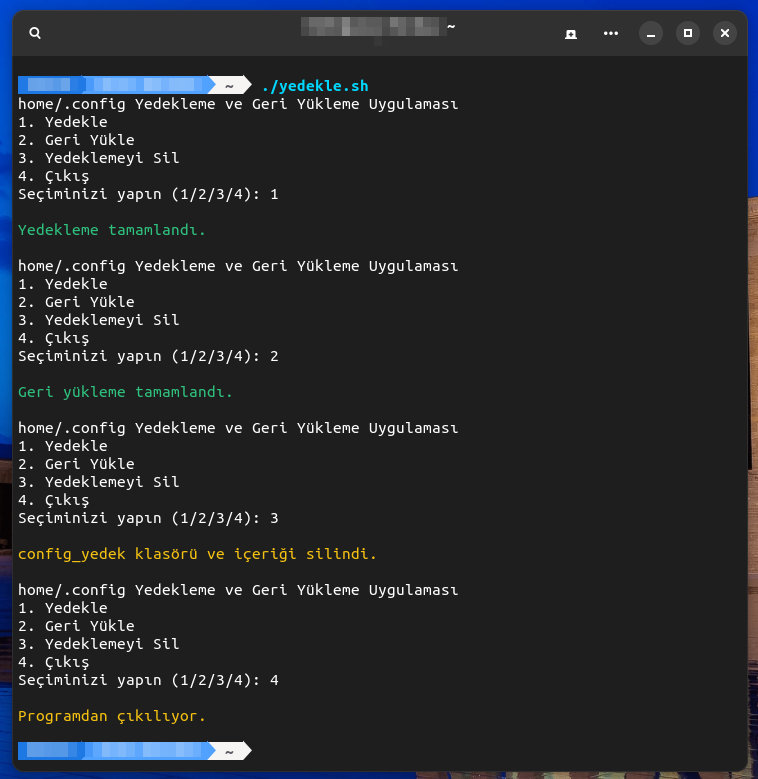 ~
~ ./yedekle.sh
home/.config Yedekleme ve Geri Yükleme Uygulaması
1. Yedekle
2. Geri Yükle
3. Yedeklemeyi Sil
4. Çıkış
Seçiminizi yapın (1/2/3/4): 1
Yedekleme tamamlandı.
home/.config Yedekleme ve Geri Yükleme Uygulaması
1. Yedekle
2. Geri Yükle
3. Yedeklemeyi Sil
4. Çıkış
Seçiminizi yapın (1/2/3/4): 2
Geri yükleme tamamlandı.
home/.config Yedekleme ve Geri Yükleme Uygulaması
1. Yedekle
2. Geri Yükle
3. Yedeklemeyi Sil
4. Çıkış
Seçiminizi yapın (1/2/3/4): 3
config_yedek klasörü ve içeriği silindi.
home/.config Yedekleme ve Geri Yükleme Uygulaması
1. Yedekle
2. Geri Yükle
3. Yedeklemeyi Sil
4. Çıkış
Seçiminizi yapın (1/2/3/4): 4
Programdan çıkılıyor.
~